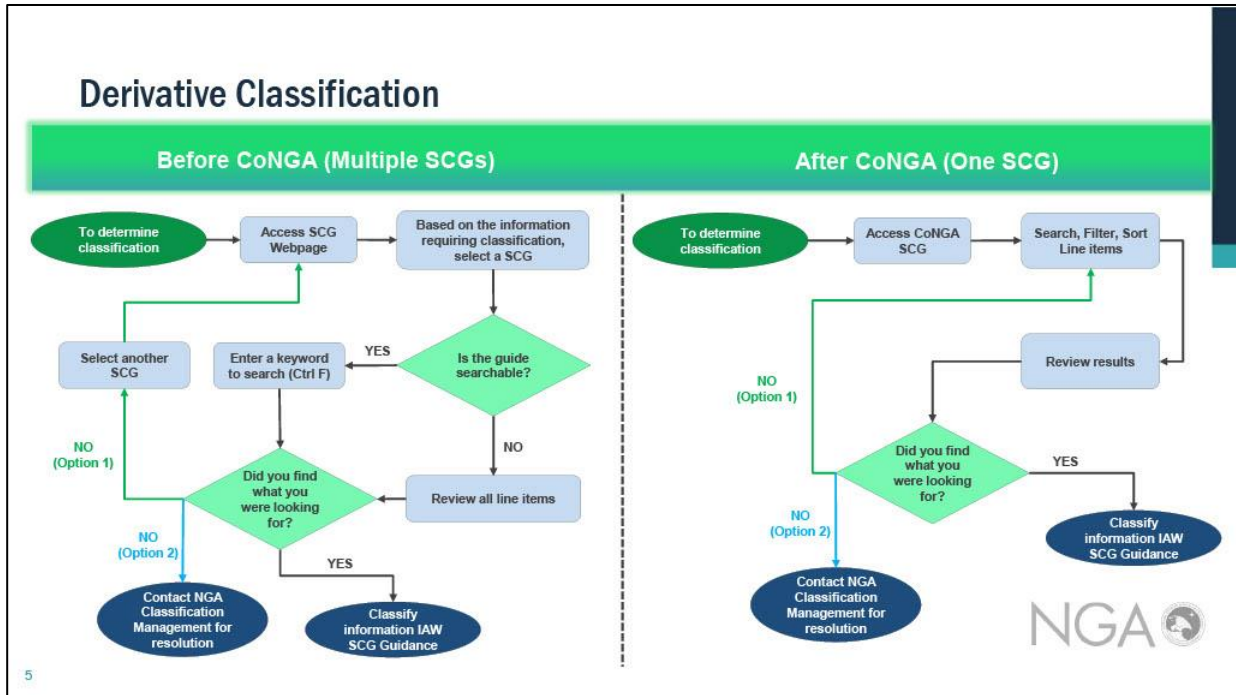 Derivative Classification
Before CoNGA (Multiple SCGs)
To determine
classification
Access SCG
Webpage
Based on the information
requiring classification,
select a SCG
Select another
SCG
Enter a keyword
to search (Ctrl F)
YES
Is the guide
searchable?
NO
(Option 1)
NO
Did you find
what you
were looking
for?
Review all line items
NO
(Option 2)
YES
Contact NGA
Classification
Management for
resolution
Classify
information IAW
SCG Guidance
After CoNGA (One SCG)
To determine
classification
Access CoNGA
SCG
Search, Filter, Sort
Line items
Review results
NO
(Option 1)
Did you find
what you
were looking
for?
YES
NO
(Option 2)
Classify
information IAW
SCG Guidance
Contact NGA
Classification
Management for
resolution
NGA
5